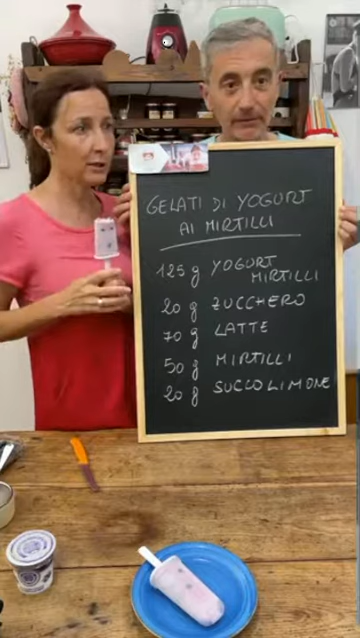 GELATI DI YOGURT
AI MIRTILLI
125 g YOGURT
MIRTILLI
20 g ZUCCHERO
70 g LATTE
50 g MIRTILLI
20 g SUCCO LIMONE